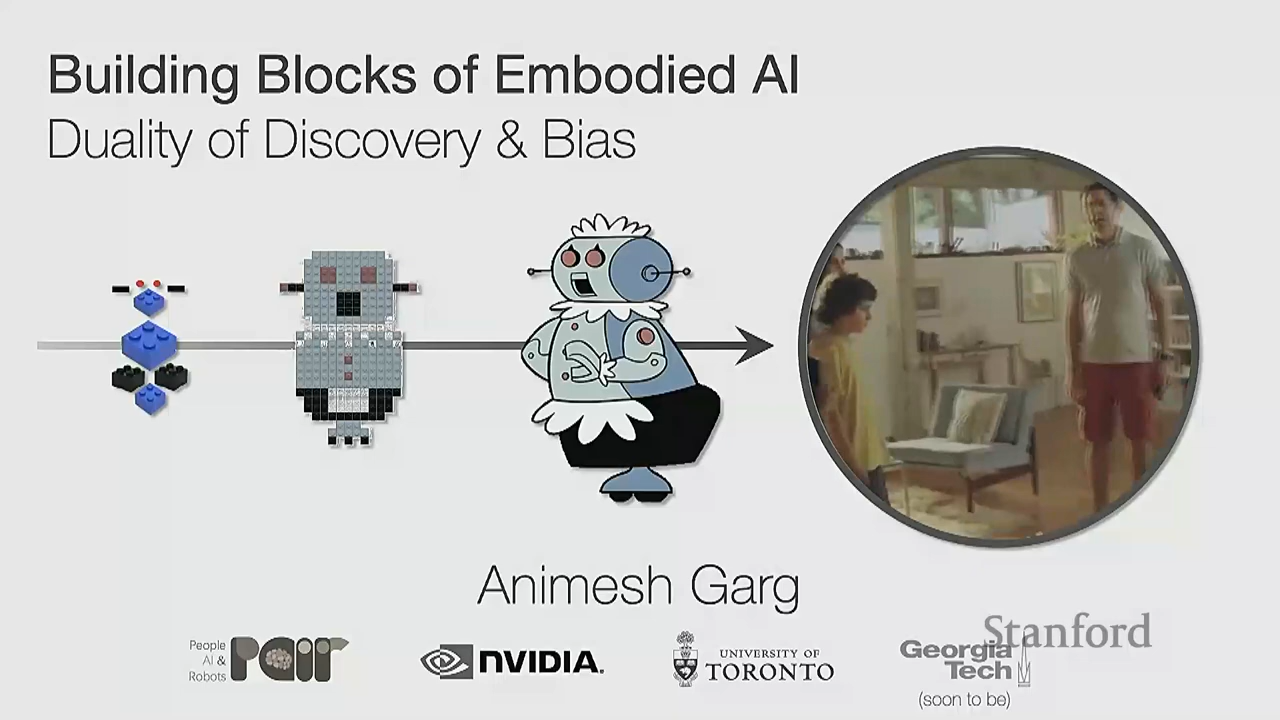 Building Blocks of Embodied AI
Duality of Discovery & Bias
Animesh Garg
People
AI &
Robots
pair
NVIDIA.
UNIVERSITY OF
TORONTO
Stanford
Georgia
Tech
(soon to be)